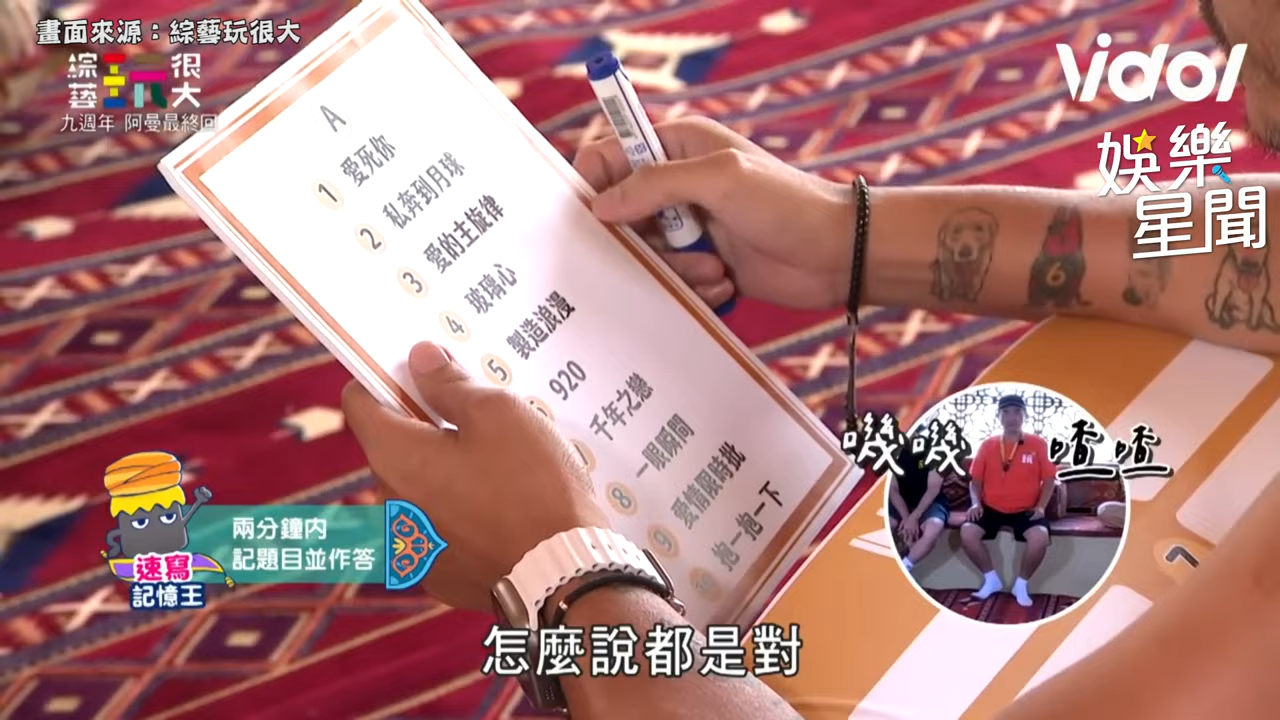 畫面來源：綜藝玩很大
綜藝玩很大
九週年 阿曼最終回
Vidol
娛樂星聞
A
1 愛死你
2 私奔到月球
3 愛的主旋律
4 玻璃心
5 製造浪漫
6 920
7 千年之戀
8 一眼瞬間
9 愛情限時批
10 抱一抱一下
6
嘰嘰喳喳
兩分鐘內
記題目並作答
速寫
記憶王
怎麼說都是對